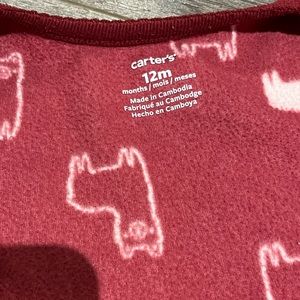 carter's
12m
months / mois / meses
Made in Cambodia
Fabriqué au Cambodge
Hecho en Camboya